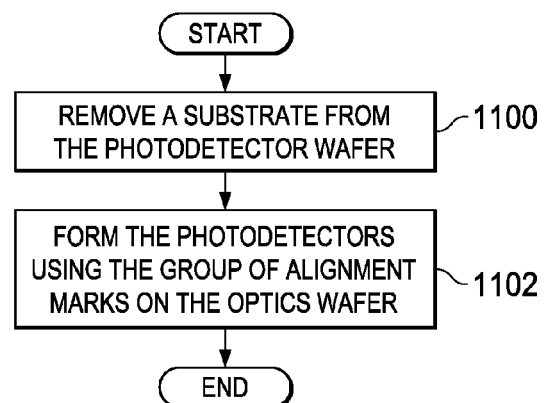 START
REMOVE A SUBSTRATE FROM
THE PHOTODETECTOR WAFER
1100
FORM THE PHOTODETECTORS
USING THE GROUP OF ALIGNMENT
MARKS ON THE OPTICS WAFER
1102
END